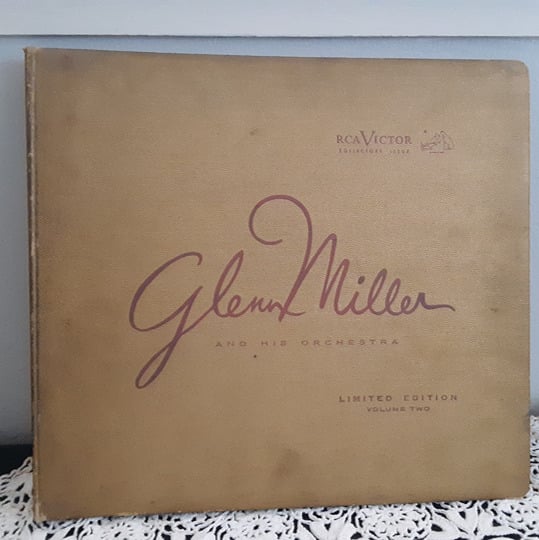 RCA VICTOR
COLLECTORS ISSUE
Glenn Miller
AND HIS ORCHESTRA
LIMITED EDITION
VOLUME TWO